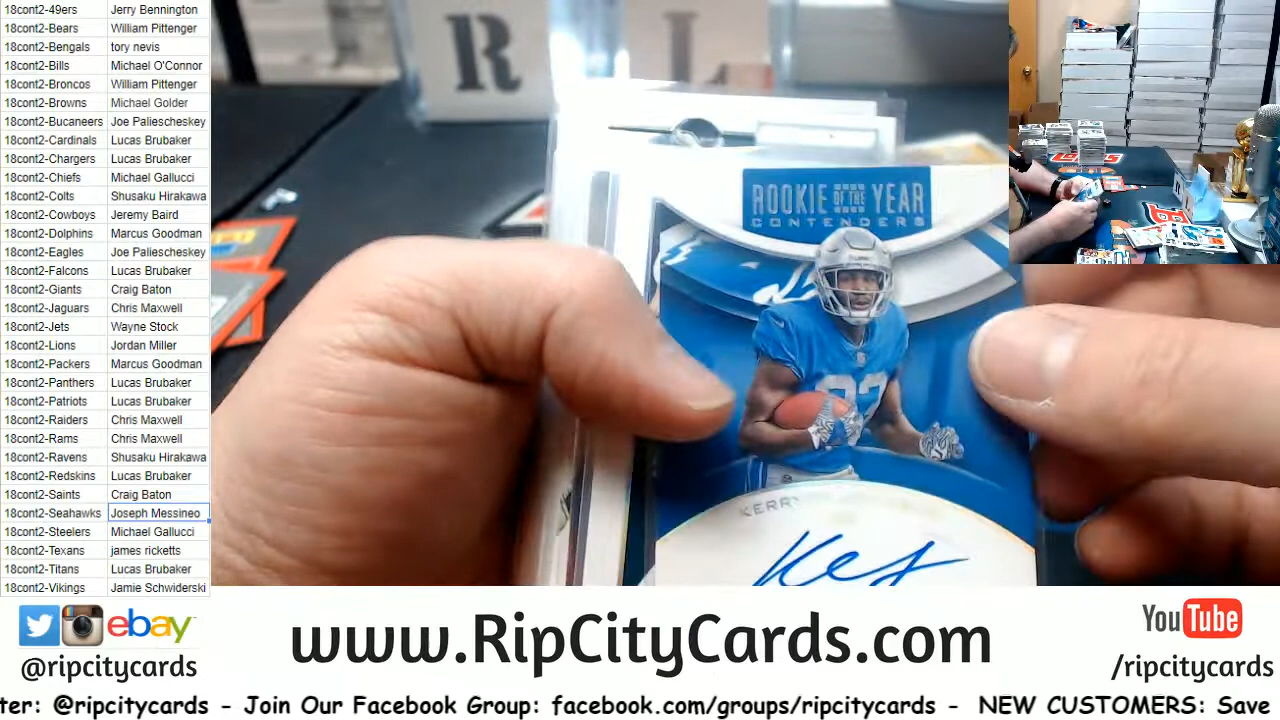 18cont2-49ers Jerry Bennington
18cont2-Bears William Pittenger
18cont2-Bengals tory nevis
18cont2-Bills Michael O'Connor
18cont2-Broncos William Pittenger
18cont2-Browns Michael Golder
18cont2-Bucaneers Joe Paliescheskey
18cont2-Cardinals Lucas Brubaker
18cont2-Chargers Lucas Brubaker
18cont2-Chiefs Michael Gallucci
18cont2-Colts Shusaku Hirakawa
18cont2-Cowboys Jeremy Baird
18cont2-Dolphins Marcus Goodman
18cont2-Eagles Joe Paliescheskey
18cont2-Falcons Lucas Brubaker
18cont2-Giants Craig Baton
18cont2-Jaguars Chris Maxwell
18cont2-Jets Wayne Stock
18cont2-Lions Jordan Miller
18cont2-Packers Marcus Goodman
18cont2-Panthers Lucas Brubaker
18cont2-Patriots Lucas Brubaker
18cont2-Raiders Chris Maxwell
18cont2-Rams Chris Maxwell
18cont2-Ravens Shusaku Hirakawa
18cont2-Redskins Lucas Brubaker
18cont2-Saints Craig Baton
18cont2-Seahawks Joseph Messineo
18cont2-Steelers Michael Gallucci
18cont2-Texans james ricketts
18cont2-Titans Lucas Brubaker
18cont2-Vikings Jamie Schwiderski
R L
ROOKIE OF THE YEAR
CONTENDERS
KERR
ebay
@ripcitycards
www.RipCityCards.com
YouTube
/ripcitycards
ter: @ripcitycards - Join Our Facebook Group: facebook.com/groups/ripcitycards - NEW CUSTOMERS: Save